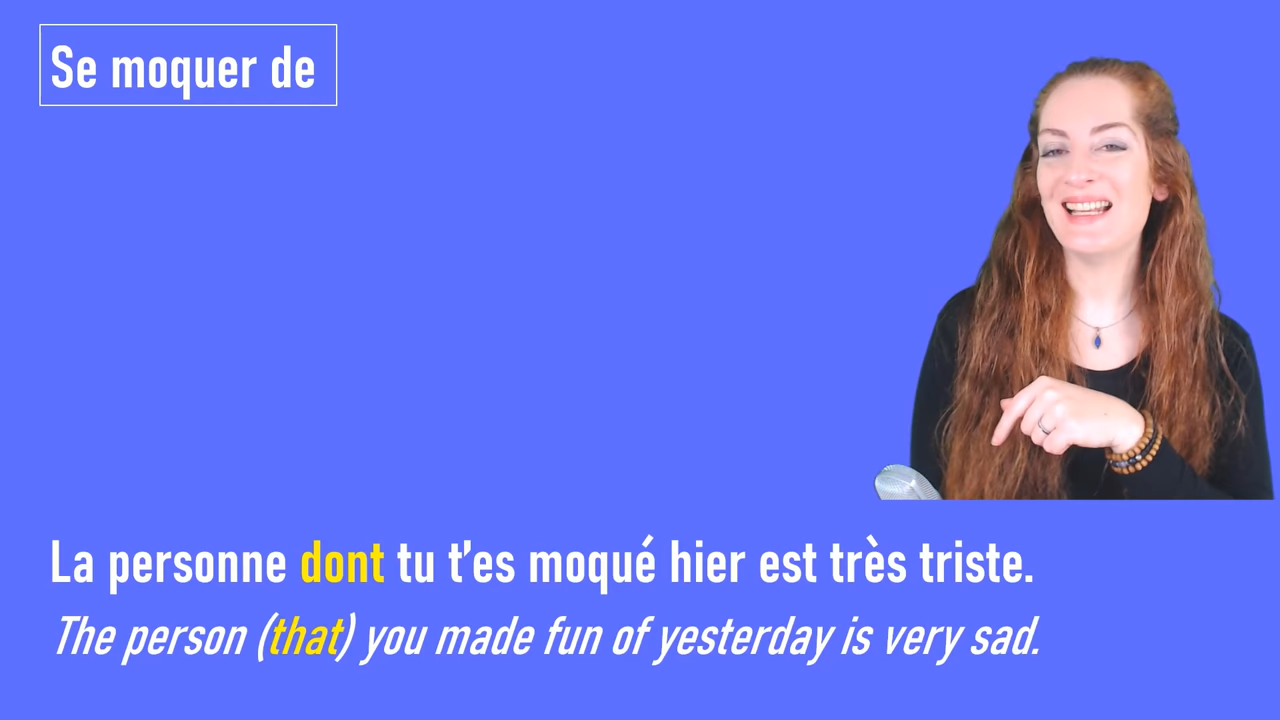 Se moquer de
La personne dont tu t'es moqué hier est très triste.
The person (that) you made fun of yesterday is very sad.